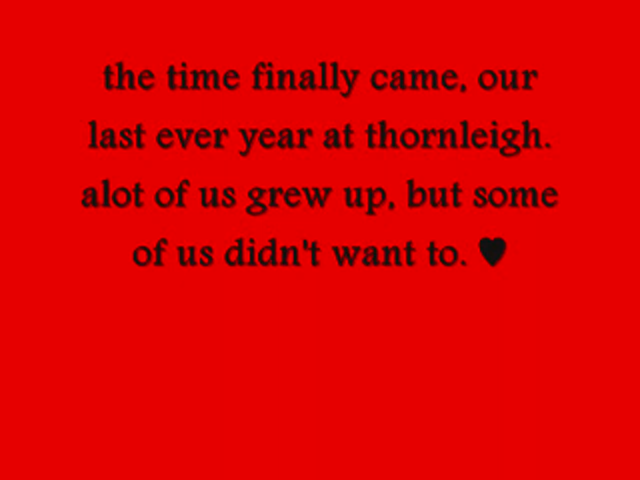 the time finally came, our
last ever year at thornleigh.
alot of us grew up, but some
of us didn't want to. ♥